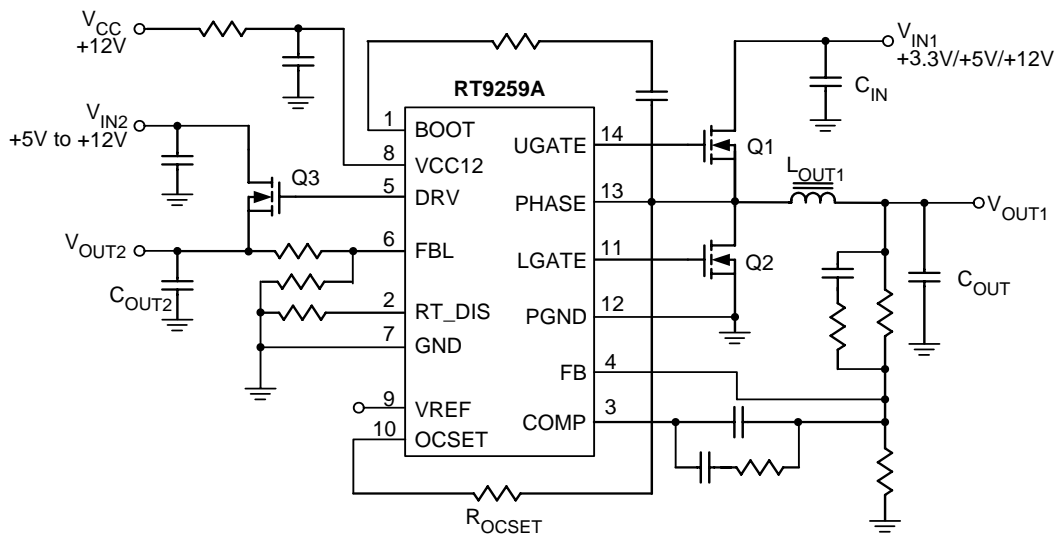 VCC
+12V
VIN1
+3.3V/+5V/+12V
CIN
RT9259A
VIN2
+5V to +12V
1
BOOT
8
VCC12
Q3
5
DRV
VOUT2
6
FBL
COUT2
2
RT_DIS
7
GND
9
VREF
10
OCSET
UGATE
14
Q1
PHASE
13
LOUT1
VOUT1
LGATE
11
Q2
COUT
PGND
12
FB
4
COMP
3
ROCSET